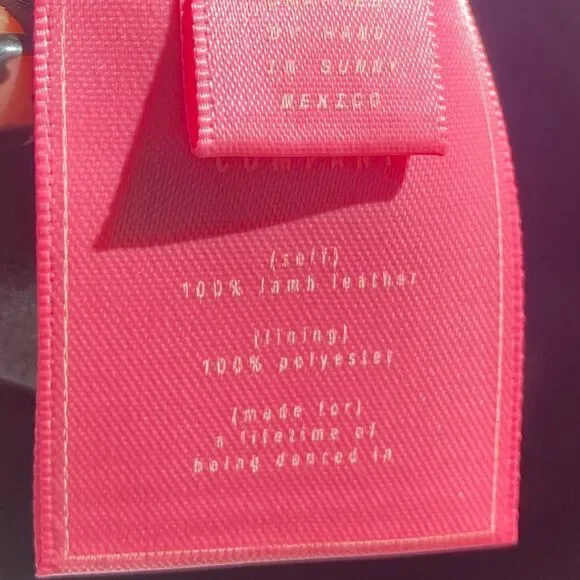 BY HAND
IN SUNNY
MEXICO
COMPANY
(self)
100% lamb leather
(lining)
100% polyester
(made for)
a lifetime of
being danced in